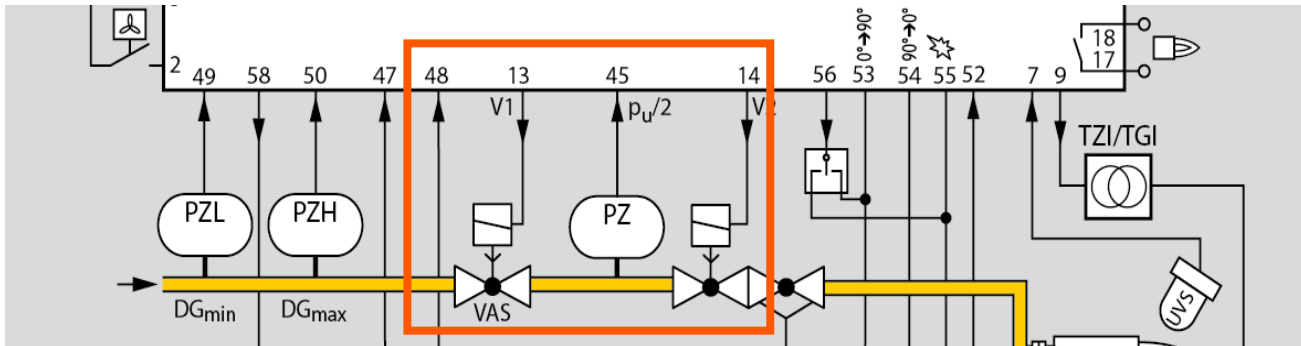 0°➔90°
90°➔0°
18
17
2
49 58 50 47 48 13 45 14 56 53 54 55 52 7 9
V1 pu/2 V2
TZI/TGI
PZL PZH PZ
UVS
DGmin DGmax VAS